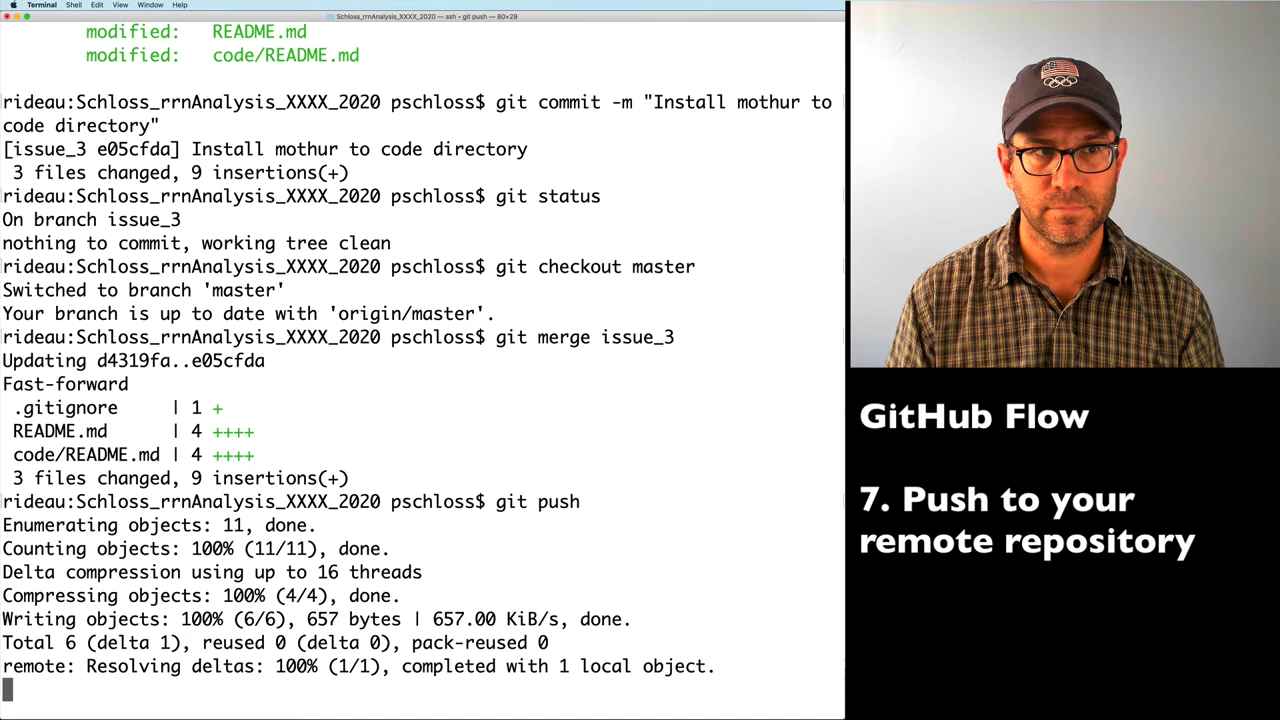 Terminal Shell Edit View Window Help
Schloss_rrnAnalysis_XXXX_2020 — ssh • git push — 80×29
modified: README.md
modified: code/README.md
rideau:Schloss_rrnAnalysis_XXXX_2020 pschloss$ git commit -m "Install mothur to
code directory"
[issue_3 e05cfda] Install mothur to code directory
3 files changed, 9 insertions(+)
rideau:Schloss_rrnAnalysis_XXXX_2020 pschloss$ git status
On branch issue_3
nothing to commit, working tree clean
rideau:Schloss_rrnAnalysis_XXXX_2020 pschloss$ git checkout master
Switched to branch 'master'
Your branch is up to date with 'origin/master'.
rideau:Schloss_rrnAnalysis_XXXX_2020 pschloss$ git merge issue_3
Updating d4319fa..e05cfda
Fast-forward
.gitignore | 1 +
README.md | 4 ++++
code/README.md | 4 ++++
3 files changed, 9 insertions(+)
rideau:Schloss_rrnAnalysis_XXXX_2020 pschloss$ git push
Enumerating objects: 11, done.
Counting objects: 100% (11/11), done.
Delta compression using up to 16 threads
Compressing objects: 100% (4/4), done.
Writing objects: 100% (6/6), 657 bytes | 657.00 KiB/s, done.
Total 6 (delta 1), reused 0 (delta 0), pack-reused 0
remote: Resolving deltas: 100% (1/1), completed with 1 local object.
GitHub Flow
7. Push to your
remote repository